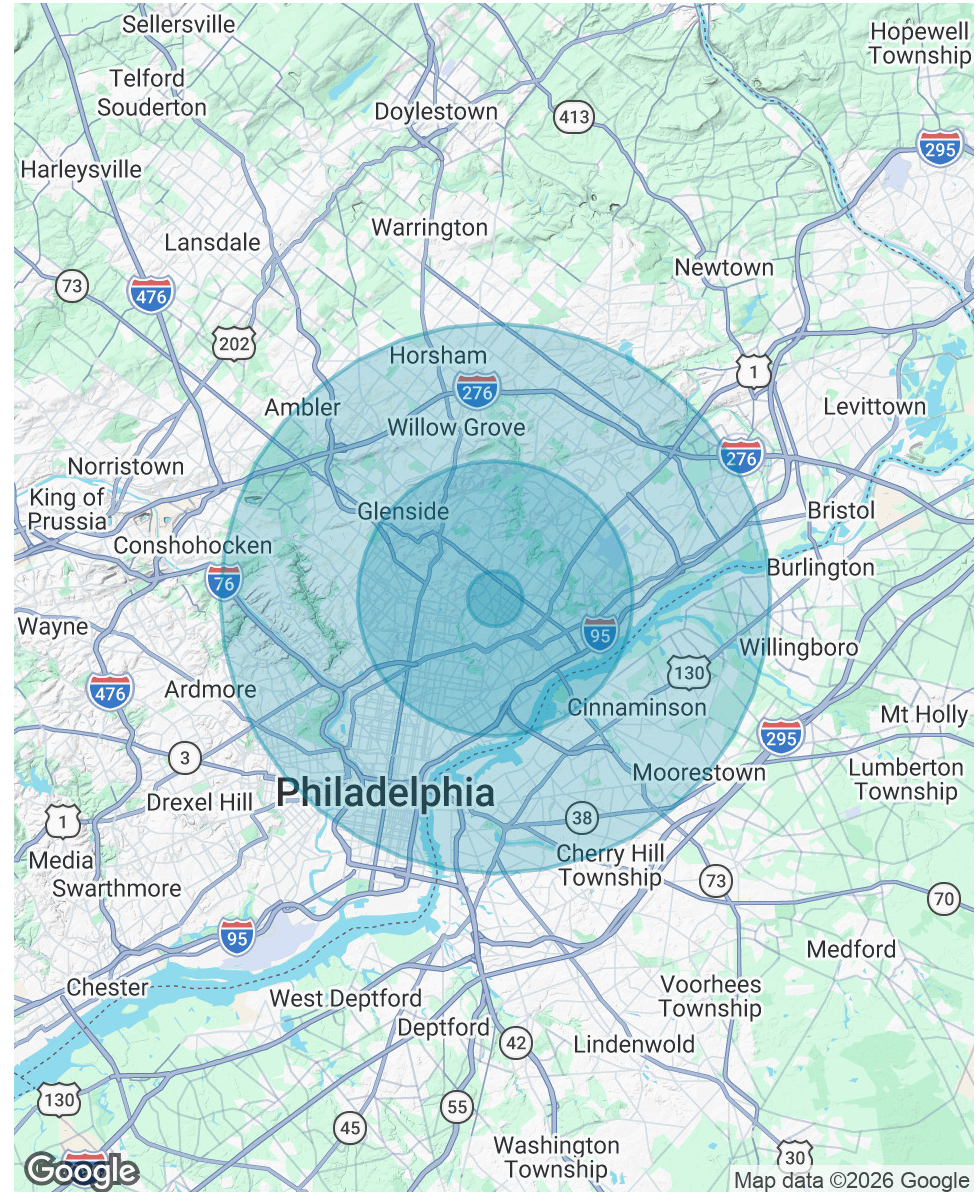 Sellersville
Hopewell
Township
Telford
Souderton
Doylestown
413
295
Harleysville
Warrington
Lansdale
Newtown
73
476
202
Horsham
1
276
Ambler
Levittown
Willow Grove
276
Norristown
King of
Prussia
Glenside
Bristol
Conshohocken
76
Burlington
Wayne
95
Willingboro
130
476
Ardmore
Cinnaminson
Mt Holly
295
3
Moorestown
Lumberton
Township
Philadelphia
Drexel Hill
1
38
Media
Cherry Hill
Township
Swarthmore
73
70
95
Medford
Chester
West Deptford
Voorhees
Township
Deptford
42
Lindenwold
130
55
45
Washington
Township
30
Google
Map data ©2026 Google